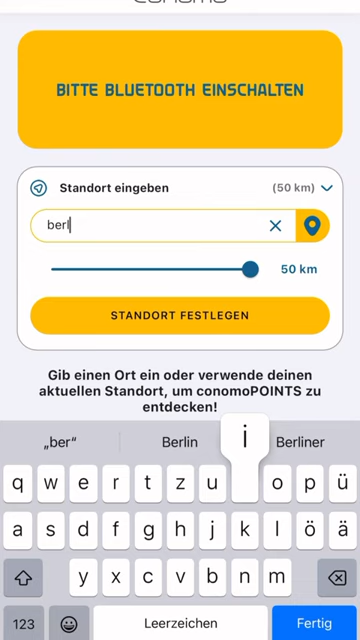 conomo
BITTE BLUETOOTH EINSCHALTEN
Standort eingeben (50 km)
berl
50 km
STANDORT FESTLEGEN
Gib einen Ort ein oder verwende deinen
aktuellen Standort, um conomoPOINTS zu
entdecken!
„ber“ Berlin Berliner
i
q w e r t z u o p ü
a s d f g h j k l ö ä
y x c v b n m
123 Leerzeichen Fertig